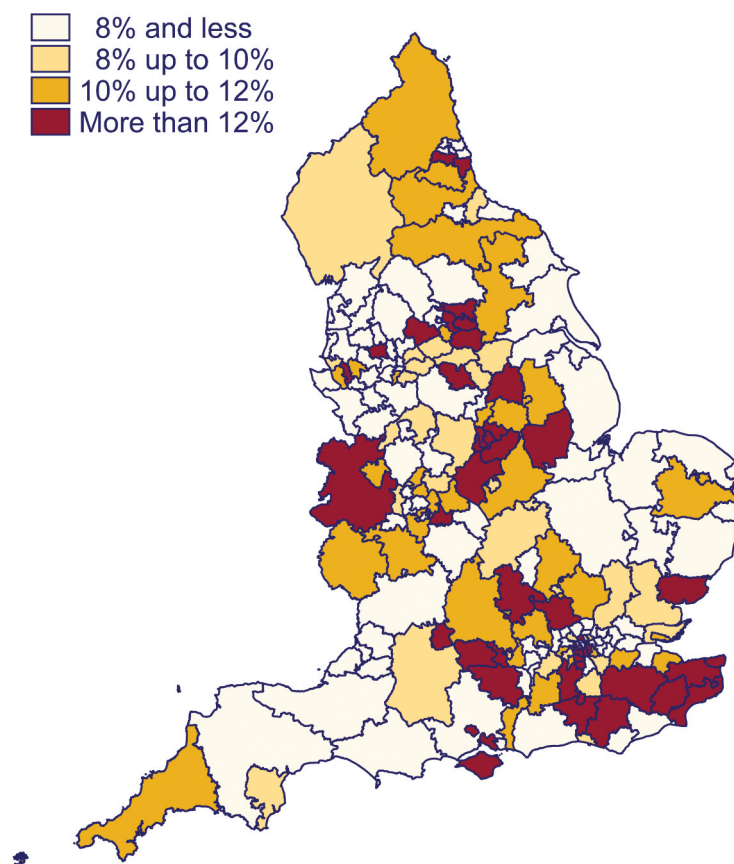 8% and less
8% up to 10%
10% up to 12%
More than 12%